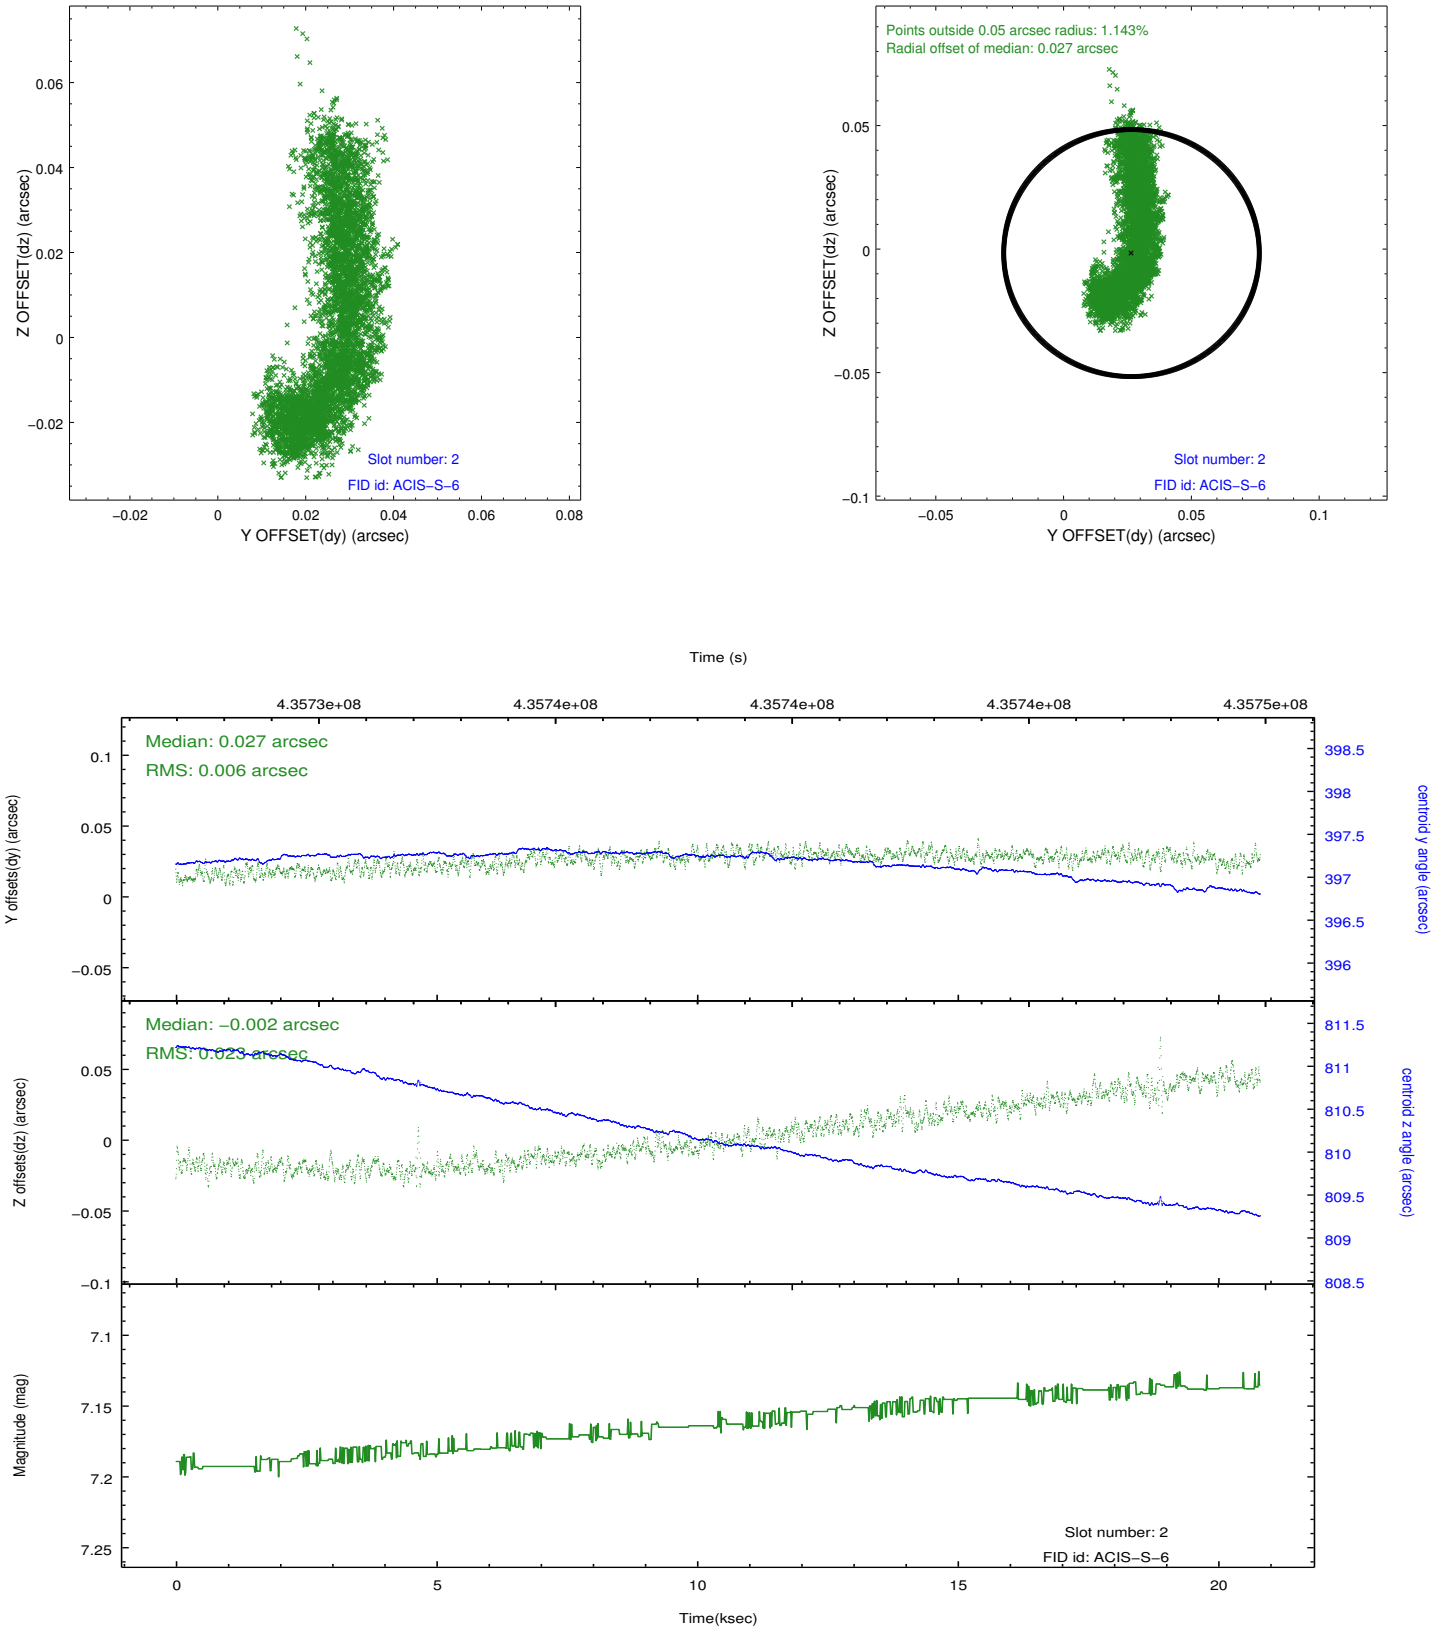 Points outside 0.05 arcsec radius: 1.143%
Radial offset of median: 0.027 arcsec
0.06
0.04
0.02
0
−0.02
Z OFFSET(dz) (arcsec)
Slot number: 2
FID id: ACIS−S−6
−0.02 0 0.02 0.04 0.06 0.08
Y OFFSET(dy) (arcsec)
0.05
0
−0.05
−0.1
Z OFFSET(dz) (arcsec)
Slot number: 2
FID id: ACIS−S−6
−0.05 0 0.05 0.1
Y OFFSET(dy) (arcsec)
Time (s)
4.3573e+08 4.3574e+08 4.3574e+08 4.3574e+08 4.3575e+08
Median: 0.027 arcsec
RMS: 0.006 arcsec
0.1
0.05
0
−0.05
Y offsets(dy) (arcsec)
398.5
398
397.5
397
396.5
396
centroid y angle (arcsec)
Median: −0.002 arcsec
RMS: 0.023 arcsec
0.05
0
−0.05
−0.1
Z offsets(dz) (arcsec)
811.5
811
810.5
810
809.5
809
808.5
centroid z angle (arcsec)
7.1
7.15
7.2
7.25
Magnitude (mag)
Slot number: 2
FID id: ACIS−S−6
0 5 10 15 20
Time(ksec)